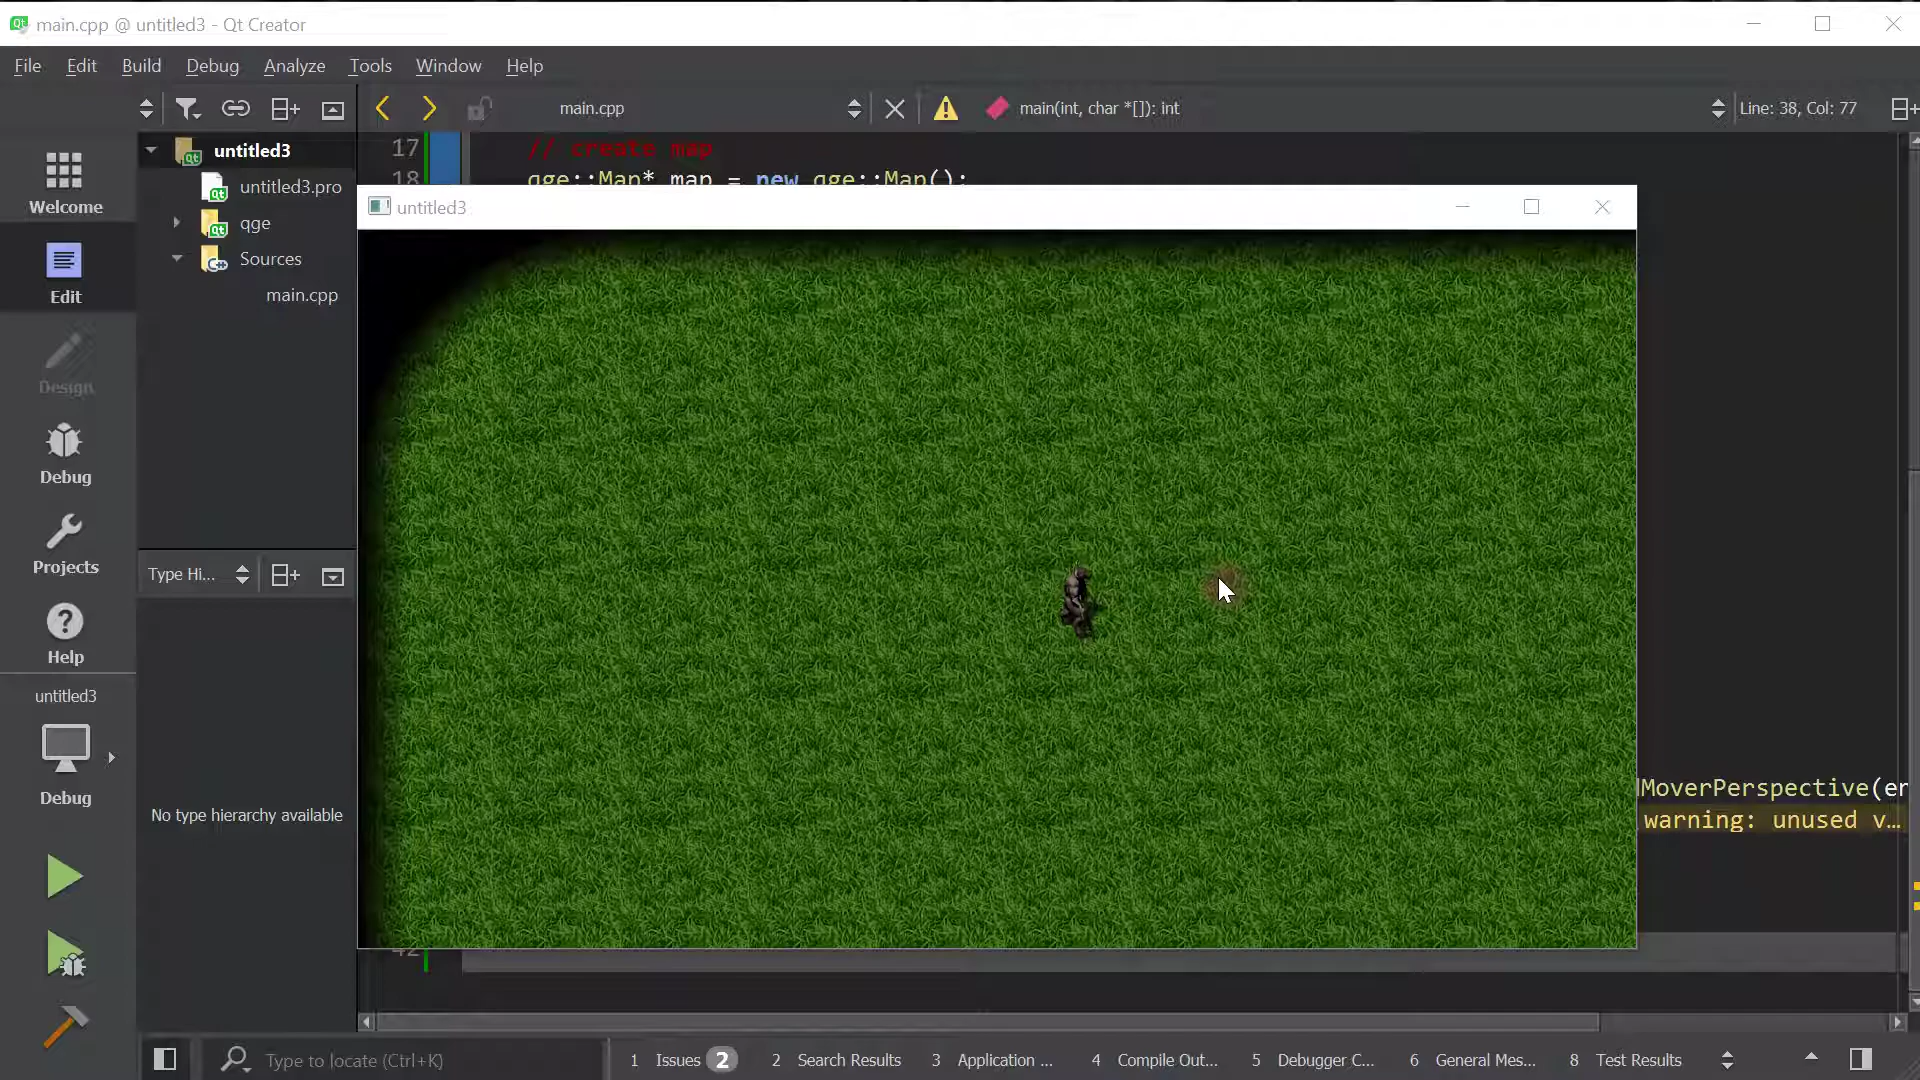 main.cpp @ untitled3 - Qt Creator
File Edit Build Debug Analyze Tools Window Help
main.cpp main(int, char *[]): int Line: 38, Col: 77
Welcome
Edit
Design
Debug
Projects
Help
untitled3
Debug
untitled3
untitled3.pro
qge
Sources
main.cpp
Type Hi...
No type hierarchy available
17 // create map
18 qge::Map* map = new qge::Map();
untitled3
MoverPerspective(en
warning: unused v…
42
Type to locate (Ctrl+K) 1 Issues 2 2 Search Results 3 Application ... 4 Compile Out... 5 Debugger C... 6 General Mes... 8 Test Results